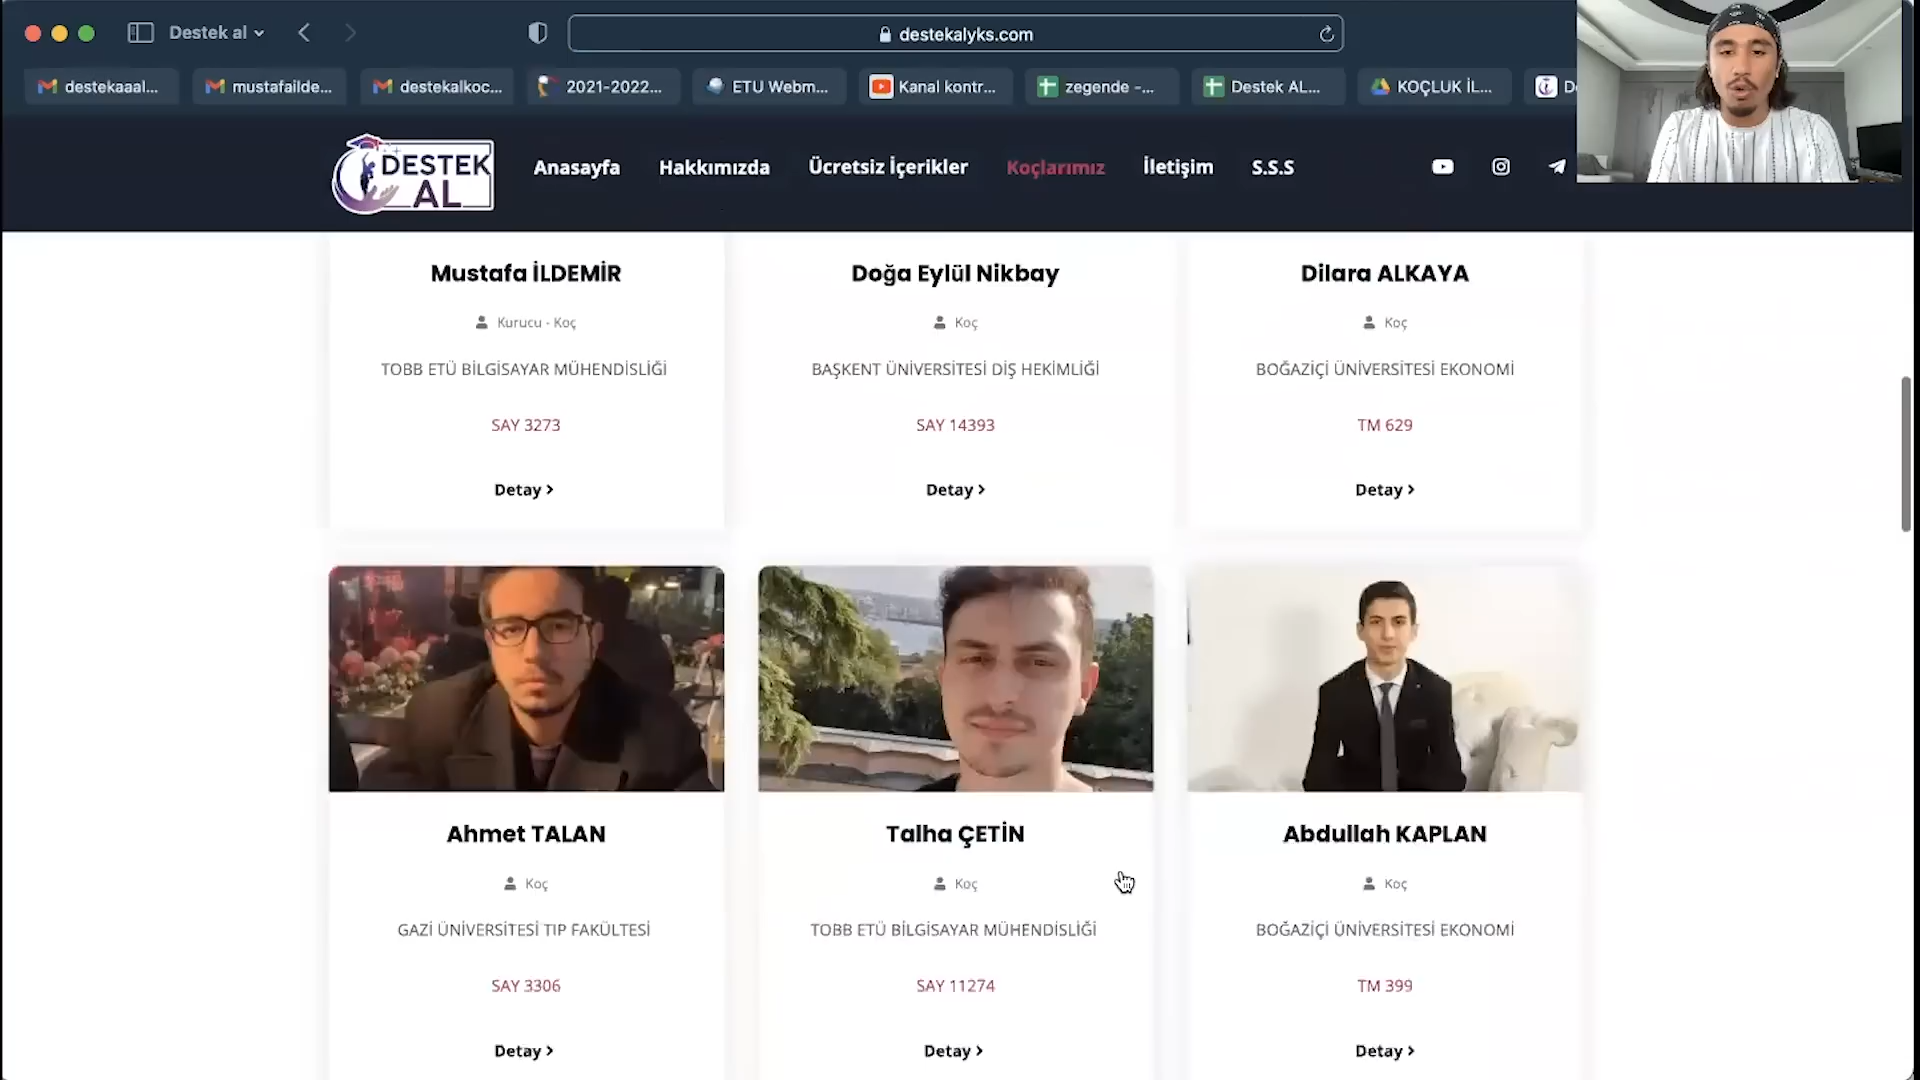 Destek al
destekalyks.com
destekaaal...
mustafailde...
destekalkoc...
2021-2022...
ETU Webm...
Kanal kontr...
zegende -...
Destek AL...
KOÇLUK İL...
De
DESTEK
AL
Anasayfa
Hakkımızda
Ücretsiz İçerikler
Koçlarımız
İletişim
S.S.S
Mustafa İLDEMİR
Doğa Eylül Nikbay
Dilara ALKAYA
Kurucu - Koç
Koç
Koç
TOBB ETÜ BİLGİSAYAR MÜHENDİSLİĞİ
BAŞKENT ÜNİVERSİTESİ DİŞ HEKİMLİĞİ
BOĞAZİÇİ ÜNİVERSİTESİ EKONOMİ
SAY 3273
SAY 14393
TM 629
Detay >
Detay >
Detay >
Ahmet TALAN
Talha ÇETİN
Abdullah KAPLAN
Koç
Koç
Koç
GAZİ ÜNİVERSİTESİ TIP FAKÜLTESİ
TOBB ETÜ BİLGİSAYAR MÜHENDİSLİĞİ
BOĞAZİÇİ ÜNİVERSİTESİ EKONOMİ
SAY 3306
SAY 11274
TM 399
Detay >
Detay >
Detay >